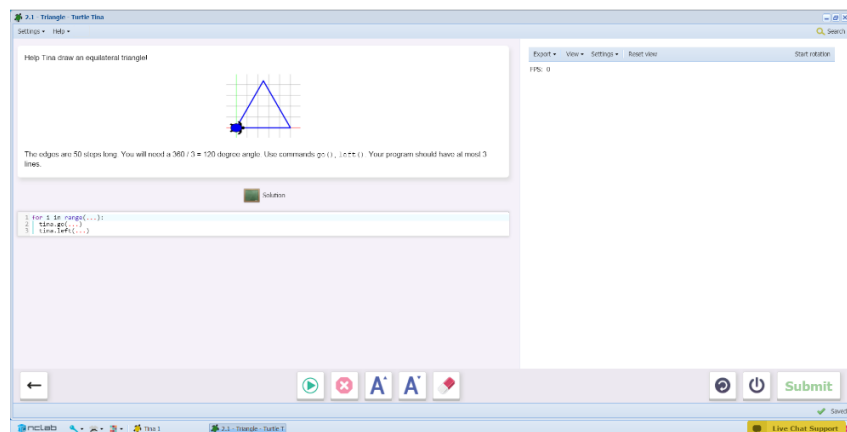 2.1 - Triangle - Turtle Tina
Settings Help
Search
Help Tina draw an equilateral triangle!
The edges are 50 steps long. You will need a 360 / 3 = 120 degree angle. Use commands go(), left() Your program should have at most 3
lines.
Solution
1 for i in range(...):
2 tina.go(...)
3 tina.left(...)
Export View Settings Reset view Start rotation
FPS: 0
A A
Submit
Saved
nclab Tina 1 2.1 - Triangle - Turtle T Live Chat Support